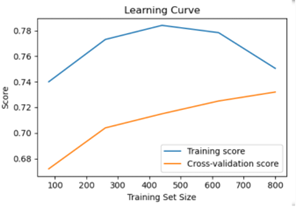 Learning Curve
0.78
0.76
0.74
0.72
0.70
0.68
Score
100 200 300 400 500 600 700 800
Training Set Size
Training score
Cross-validation score